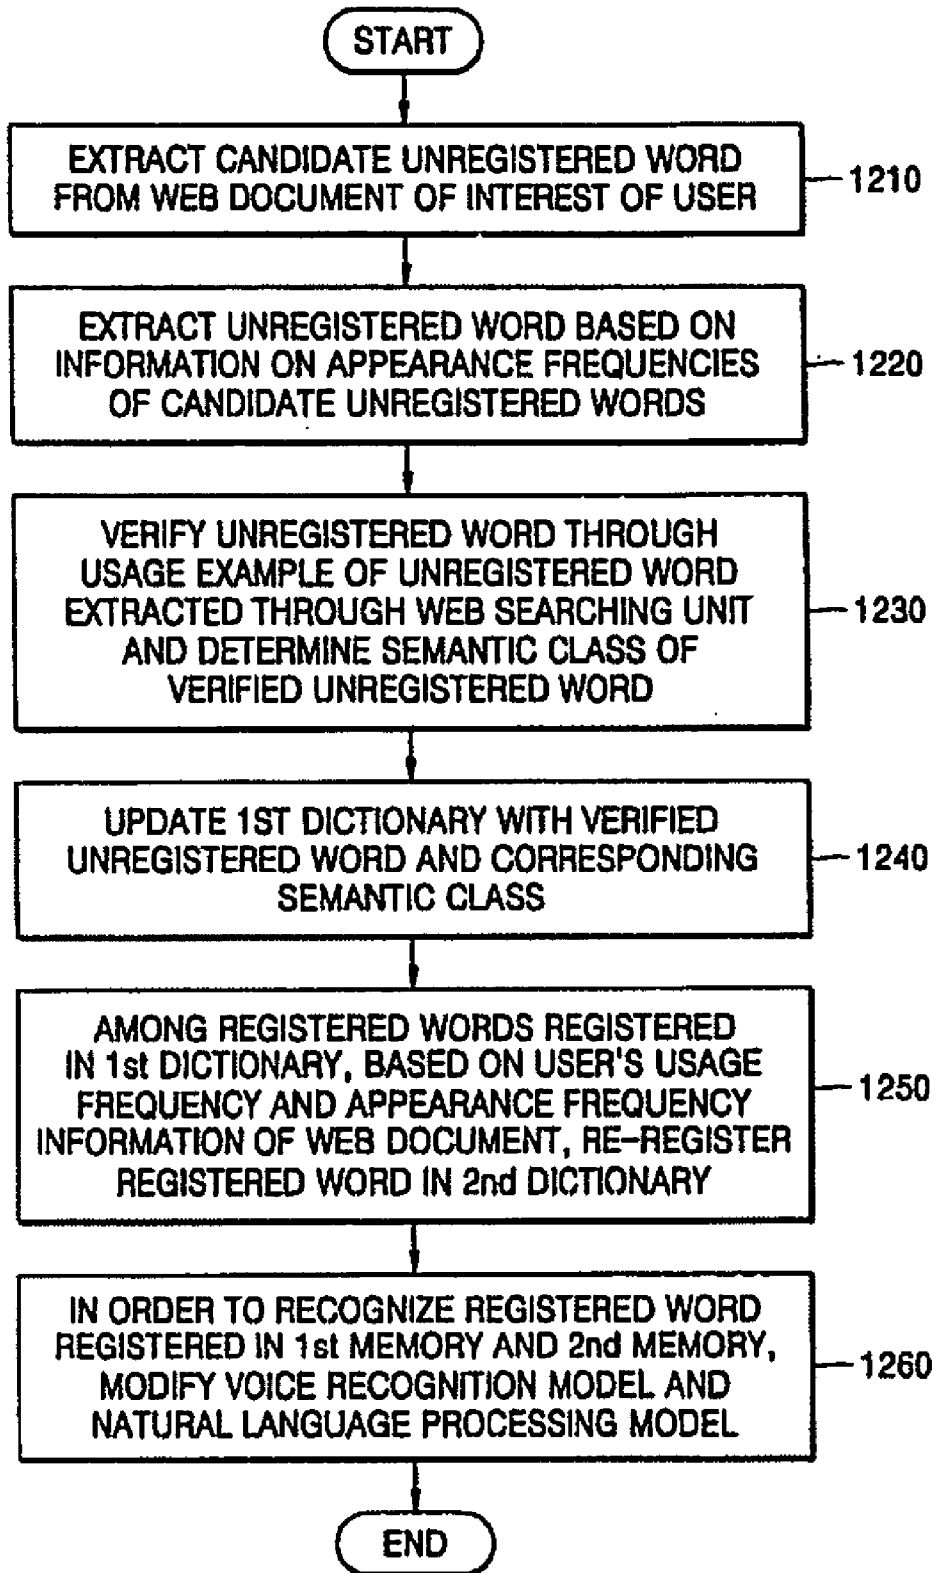 START
EXTRACT CANDIDATE UNREGISTERED WORD
FROM WEB DOCUMENT OF INTEREST OF USER
1210
EXTRACT UNREGISTERED WORD BASED ON
INFORMATION ON APPEARANCE FREQUENCIES
OF CANDIDATE UNREGISTERED WORDS
1220
VERIFY UNREGISTERED WORD THROUGH
USAGE EXAMPLE OF UNREGISTERED WORD
EXTRACTED THROUGH WEB SEARCHING UNIT
AND DETERMINE SEMANTIC CLASS OF
VERIFIED UNREGISTERED WORD
1230
UPDATE 1ST DICTIONARY WITH VERIFIED
UNREGISTERED WORD AND CORRESPONDING
SEMANTIC CLASS
1240
AMONG REGISTERED WORDS REGISTERED
IN 1st DICTIONARY, BASED ON USER'S USAGE
FREQUENCY AND APPEARANCE FREQUENCY
INFORMATION OF WEB DOCUMENT, RE-REGISTER
REGISTERED WORD IN 2nd DICTIONARY
1250
IN ORDER TO RECOGNIZE REGISTERED WORD
REGISTERED IN 1st MEMORY AND 2nd MEMORY,
MODIFY VOICE RECOGNITION MODEL AND
NATURAL LANGUAGE PROCESSING MODEL
1260
END